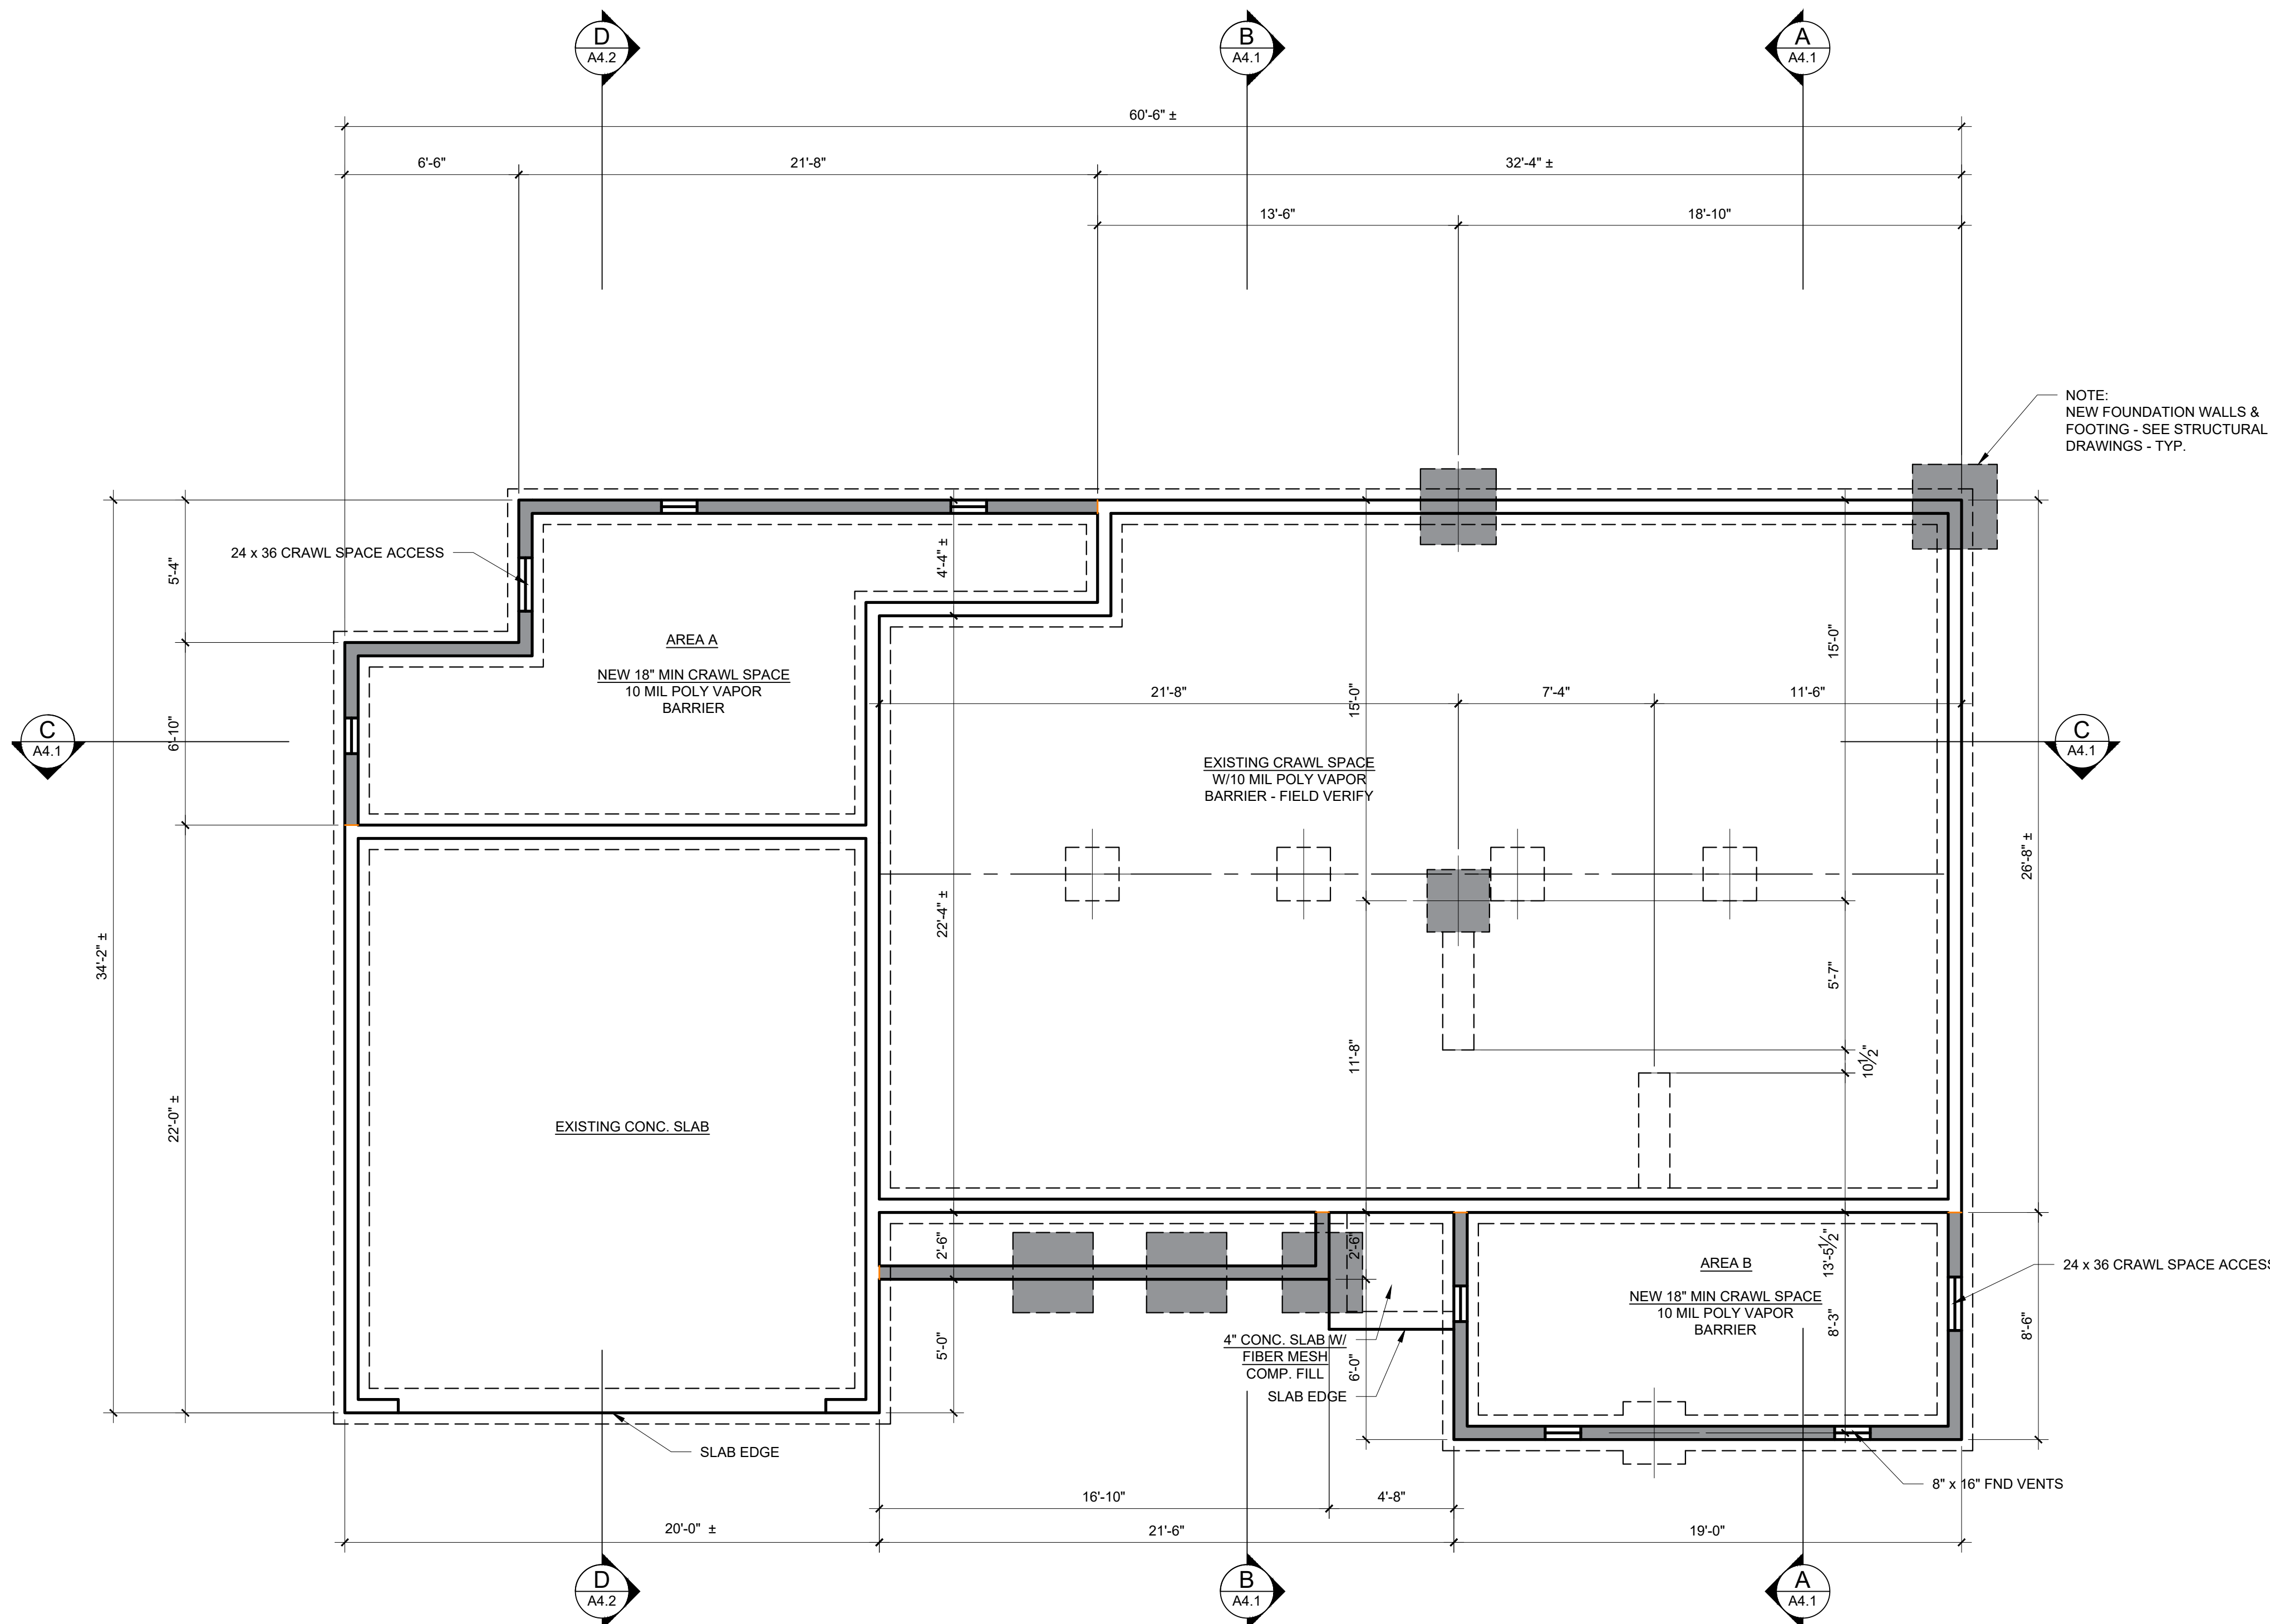 D
A4.2
B
A4.1
A
A4.1
60'-6" ±
6'-6"
21'-8"
32'-4" ±
13'-6"
18'-10"
NOTE:
NEW FOUNDATION WALLS &
FOOTING - SEE STRUCTURAL
DRAWINGS - TYP.
24 x 36 CRAWL SPACE ACCESS
5'-4"
4'-4" ±
15'-0"
AREA A
NEW 18" MIN CRAWL SPACE
10 MIL POLY VAPOR
BARRIER
21'-8"
15'-0"
7'-4"
11'-6"
C
A4.1
6'-10"
EXISTING CRAWL SPACE
W/10 MIL POLY VAPOR
BARRIER - FIELD VERIFY
C
A4.1
26'-8" ±
34'-2" ±
22'-4" ±
5'-7"
11'-8"
10½"
22'-0" ±
EXISTING CONC. SLAB
2'-6"
2'-6"
13'-5½"
AREA B
24 x 36 CRAWL SPACE ACCESS
NEW 18" MIN CRAWL SPACE
10 MIL POLY VAPOR
BARRIER
8'-3"
8'-6"
5'-0"
4" CONC. SLAB W/
FIBER MESH
COMP. FILL
6'-0"
SLAB EDGE
SLAB EDGE
8" x 16" FND VENTS
16'-10"
4'-8"
20'-0" ±
21'-6"
19'-0"
D
A4.2
B
A4.1
A
A4.1